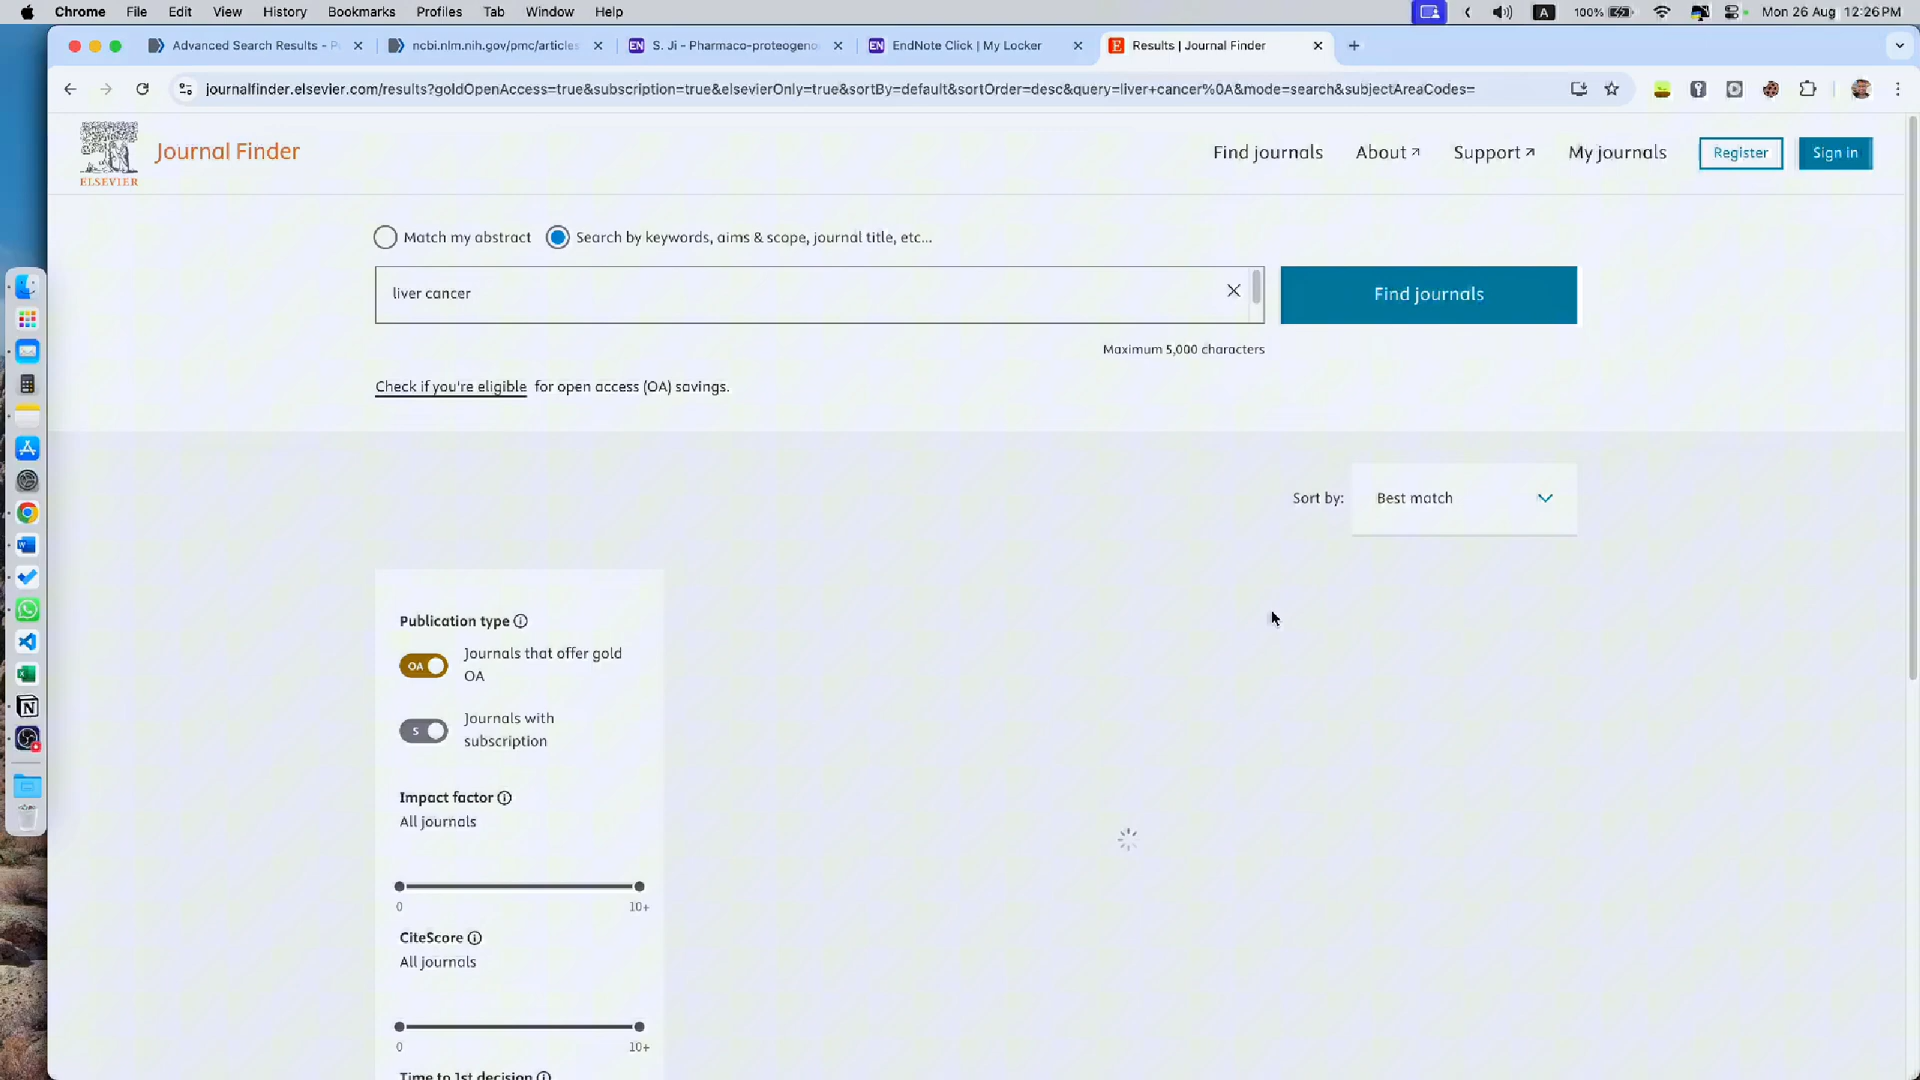 Chrome File Edit View History Bookmarks Profiles Tab Window Help
A 100% Mon 26 Aug 12:26PM
Advanced Search Results - P
ncbi.nlm.nih.gov/pmc/articles
EN S. Ji - Pharmaco-proteogeno
EN EndNote Click | My Locker
E Results | Journal Finder
journalfinder.elsevier.com/results?goldOpenAccess=true&subscription=true&elsevierOnly=true&sortBy=default&sortOrder=desc&query=liver+cancer%0A&mode=search&subjectAreaCodes=
ELSEVIER
Journal Finder
Find journals About Support My journals Register Sign in
Match my abstract Search by keywords, aims & scope, journal title, etc...
liver cancer
Find journals
Maximum 5,000 characters
Check if you're eligible for open access (OA) savings.
Sort by: Best match
Publication type
OA Journals that offer gold
OA
S Journals with
subscription
Impact factor
All journals
0 10+
CiteScore
All journals
0 10+
Time to 1st decision